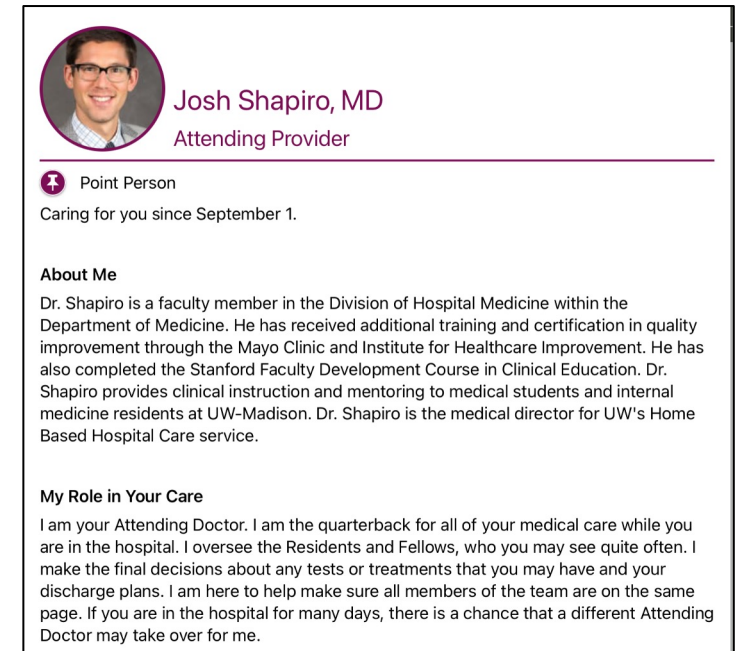 Josh Shapiro, MD
Attending Provider
Point Person
Caring for you since September 1.
About Me
Dr. Shapiro is a faculty member in the Division of Hospital Medicine within the
Department of Medicine. He has received additional training and certification in quality
improvement through the Mayo Clinic and Institute for Healthcare Improvement. He has
also completed the Stanford Faculty Development Course in Clinical Education. Dr.
Shapiro provides clinical instruction and mentoring to medical students and internal
medicine residents at UW-Madison. Dr. Shapiro is the medical director for UW's Home
Based Hospital Care service.
My Role in Your Care
I am your Attending Doctor. I am the quarterback for all of your medical care while you
are in the hospital. I oversee the Residents and Fellows, who you may see quite often. I
make the final decisions about any tests or treatments that you may have and your
discharge plans. I am here to help make sure all members of the team are on the same
page. If you are in the hospital for many days, there is a chance that a different Attending
Doctor may take over for me.